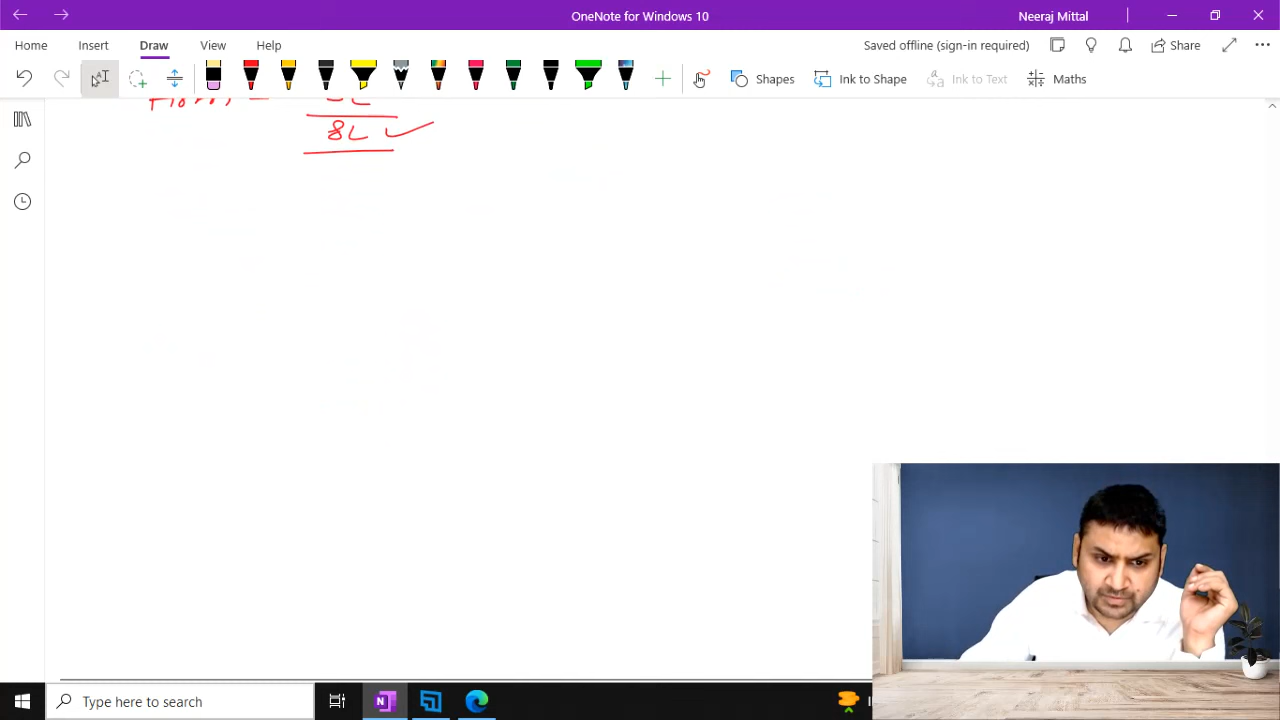 OneNote for Windows 10
Neeraj Mittal
Home Insert Draw View Help
Saved offline (sign-in required)
Share
Shapes
Ink to Shape
Ink to Text
Maths
8L
Type here to search